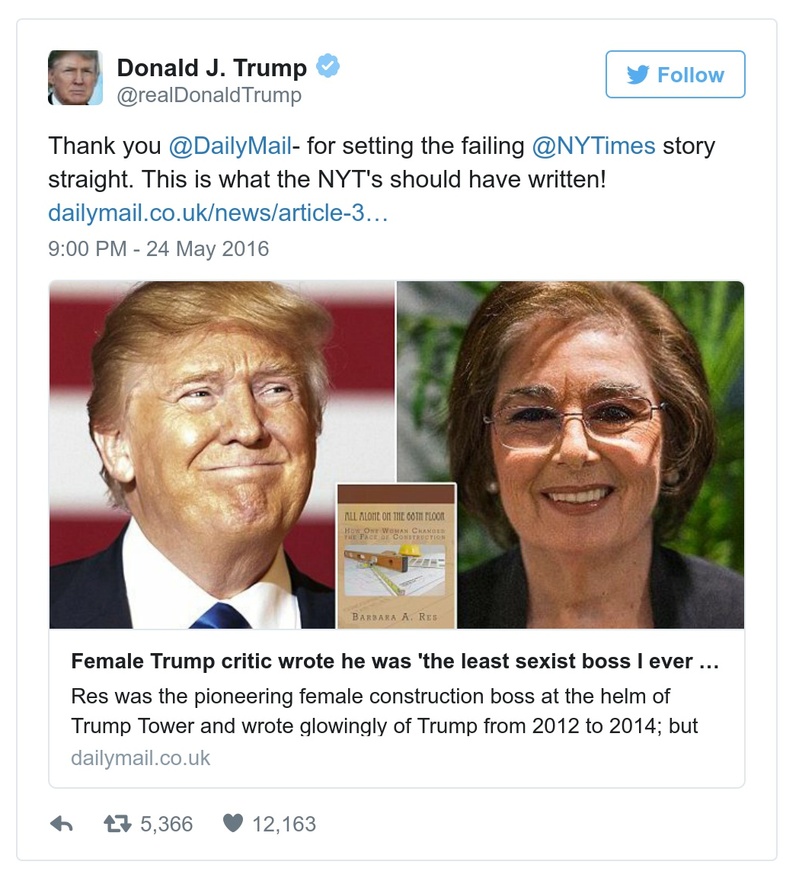 Donald J. Trump
@realDonaldTrump
Follow
Thank you @DailyMail- for setting the failing @NYTimes story
straight. This is what the NYT's should have written!
dailymail.co.uk/news/article-3…
9:00 PM - 24 May 2016
ALL ALONE ON THE 68TH FLOOR
HOW ONE WOMAN CHANGED
THE FACE OF CONSTRUCTION
BARBARA A. RES
Female Trump critic wrote he was 'the least sexist boss I ever …
Res was the pioneering female construction boss at the helm of
Trump Tower and wrote glowingly of Trump from 2012 to 2014; but
dailymail.co.uk
5,366
12,163